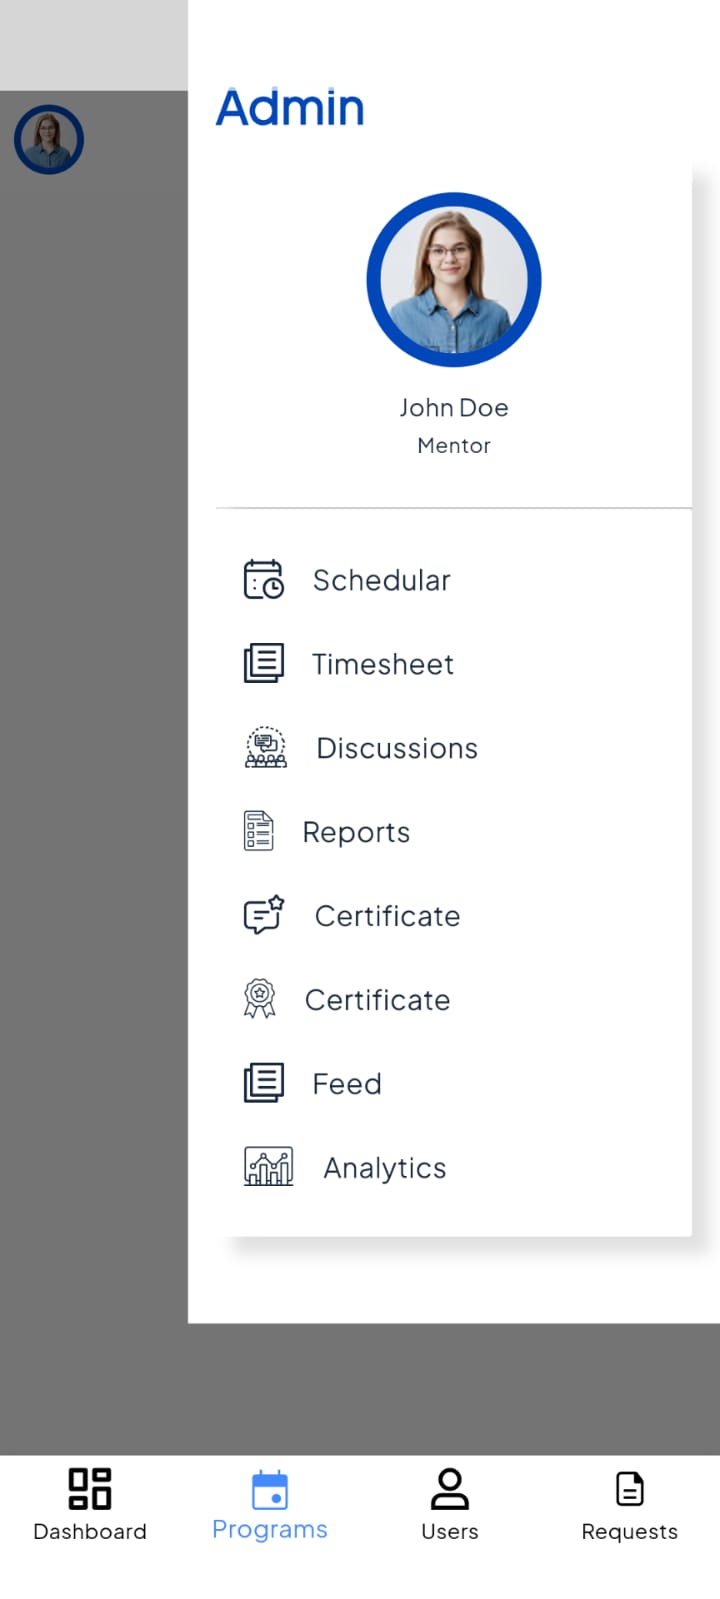 Admin
John Doe
Mentor
Schedular
Timesheet
Discussions
Reports
Certificate
Certificate
Feed
Analytics
Dashboard
Programs
Users
Requests